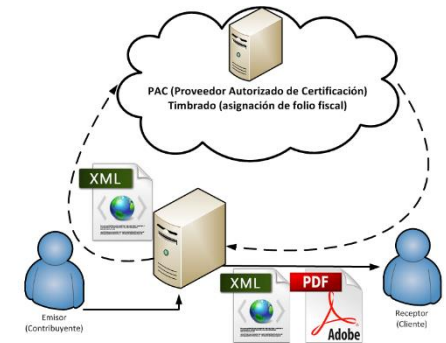 PAC (Proveedor Autorizado de Certificación)
Timbrado (asignación de folio fiscal)
XML
XML
PDF
Adobe
Emisor
(Contribuyente)
Receptor
(Cliente)